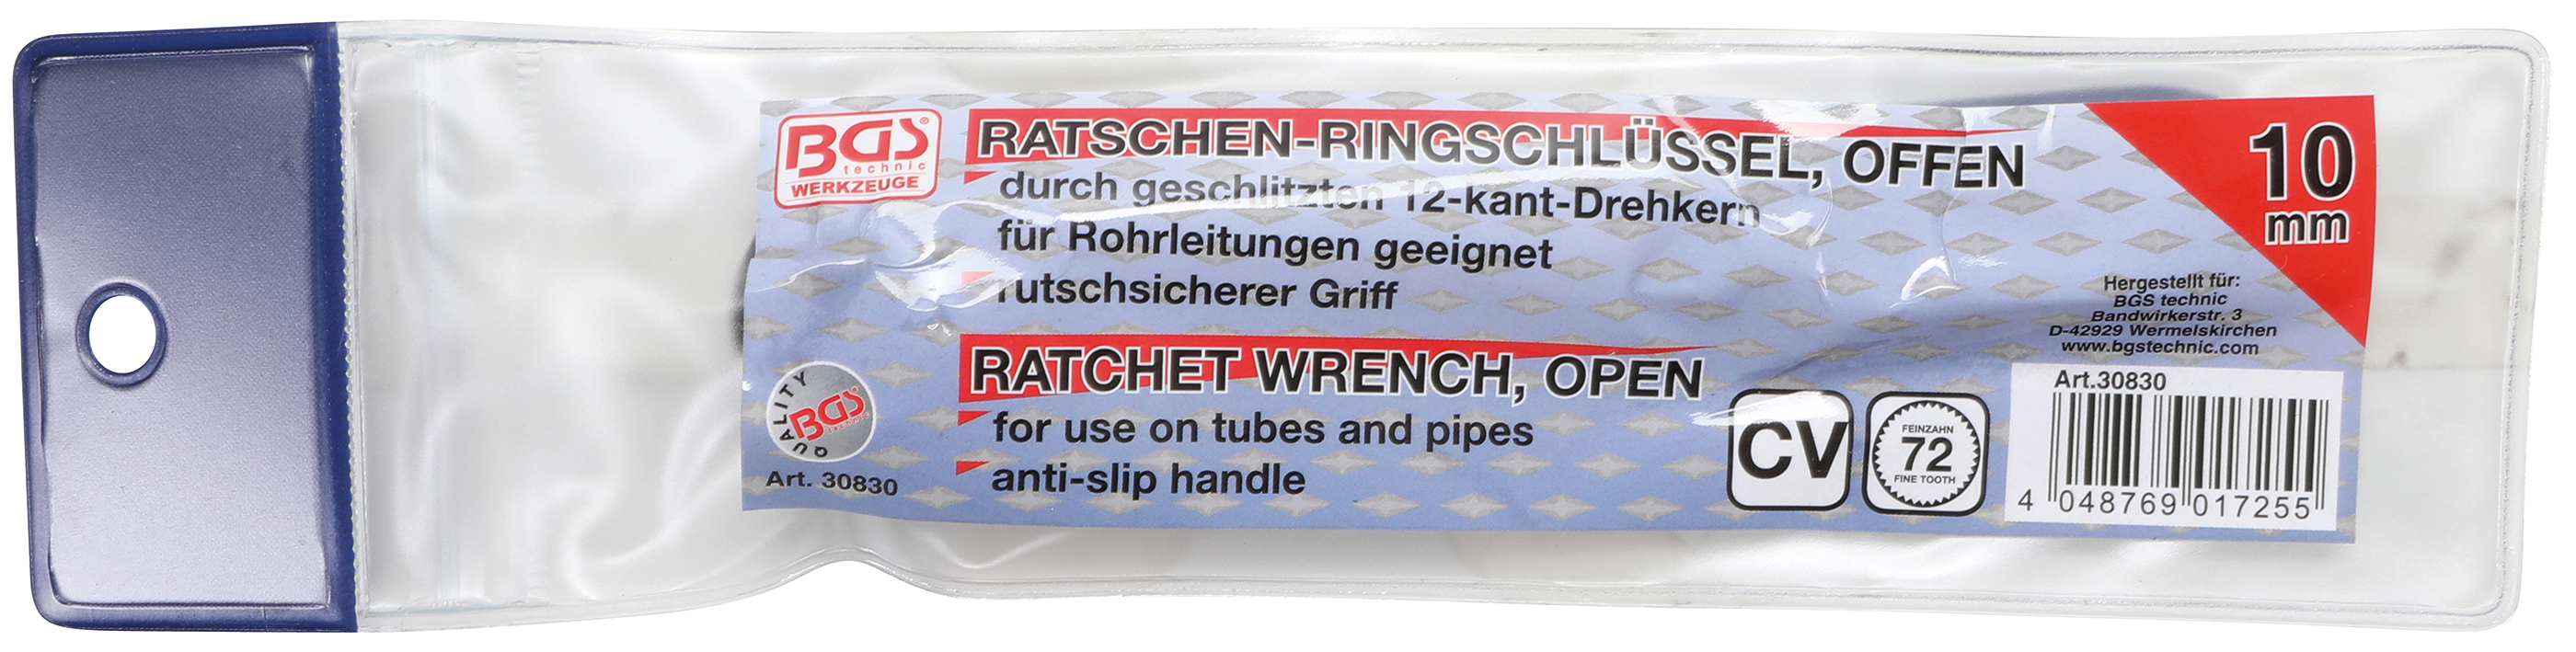 BGS®
technic
WERKZEUGE
RATSCHEN-RINGSCHLÜSSEL, OFFEN
durch geschlitzten 12-kant-Drehkern
für Rohrleitungen geeignet
rutschsicherer Griff
10
mm
Hergestellt für:
BGS technic
Bandwirkerstr. 3
D-42929 Wermelskirchen
www.bgstechnic.com
RATCHET WRENCH, OPEN
for use on tubes and pipes
anti-slip handle
QUALITY
BGS®
technic
Art. 30830
CV
FEINZAHN
72
FINE TOOTH
Art.30830
4 048769 017255